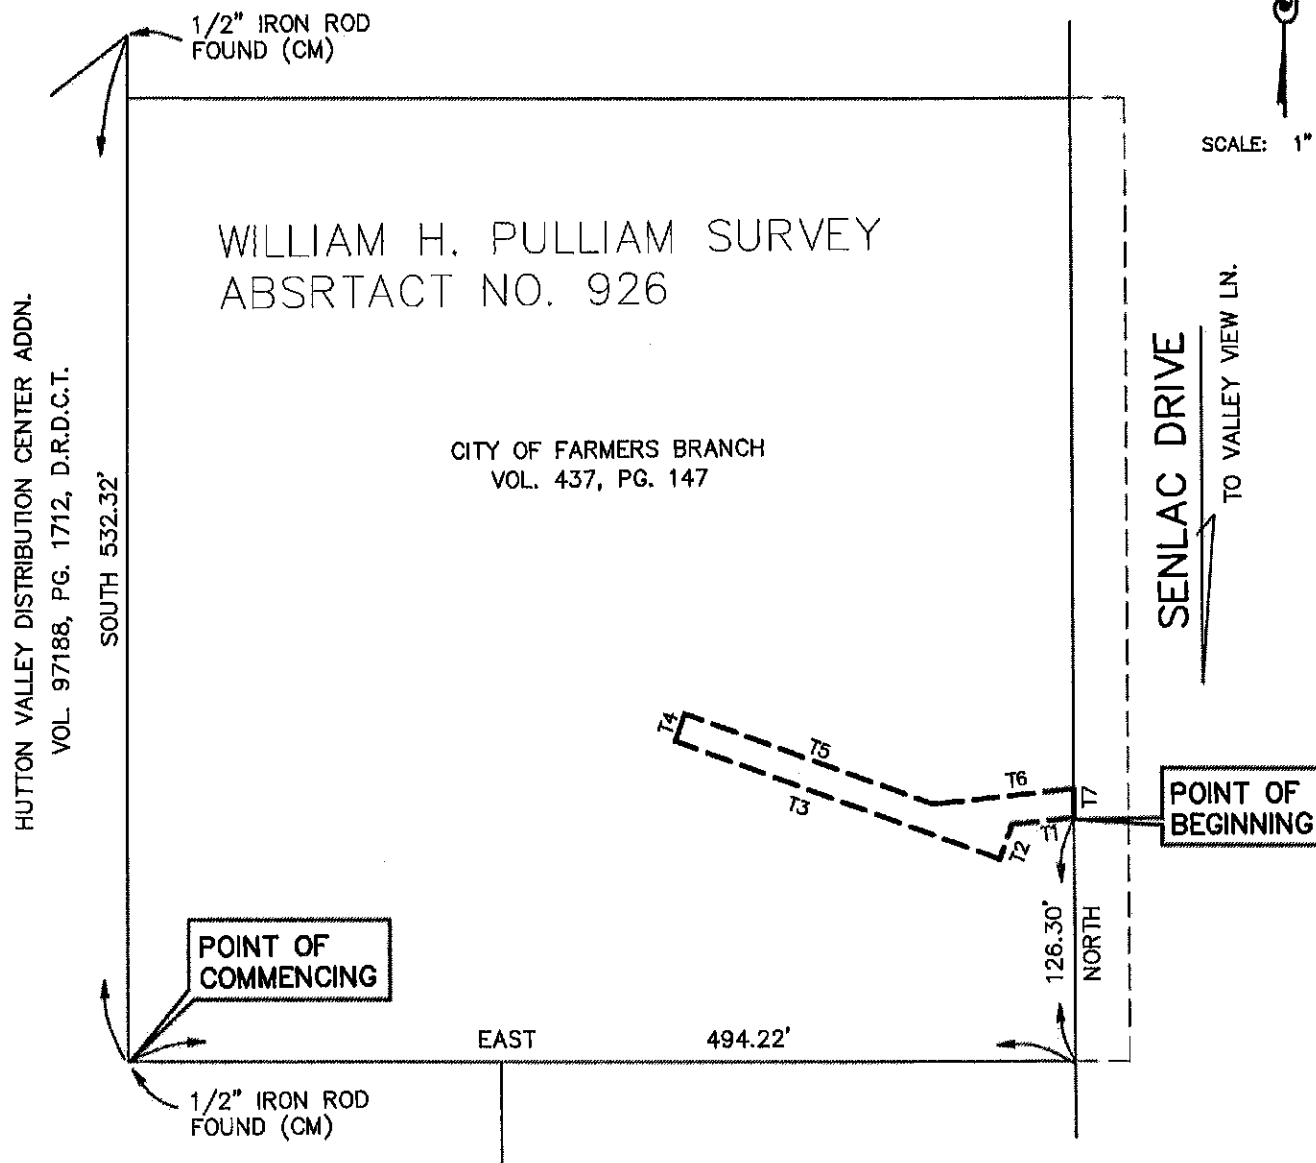 1/2" IRON ROD
FOUND (CM)
SCALE: 1"
WILLIAM H. PULLIAM SURVEY
ABSRTACT NO. 926
HUTTON VALLEY DISTRIBUTION CENTER ADDN.
VOL 97188, PG. 1712, D.R.D.C.T.
SOUTH 532.32'
CITY OF FARMERS BRANCH
VOL. 437, PG. 147
SENLAC DRIVE
TO VALLEY VIEW LN.
T4
T5
T3
T6
T7
T1
T2
POINT OF
BEGINNING
126.30'
NORTH
POINT OF
COMMENCING
EAST 494.22'
1/2" IRON ROD
FOUND (CM)